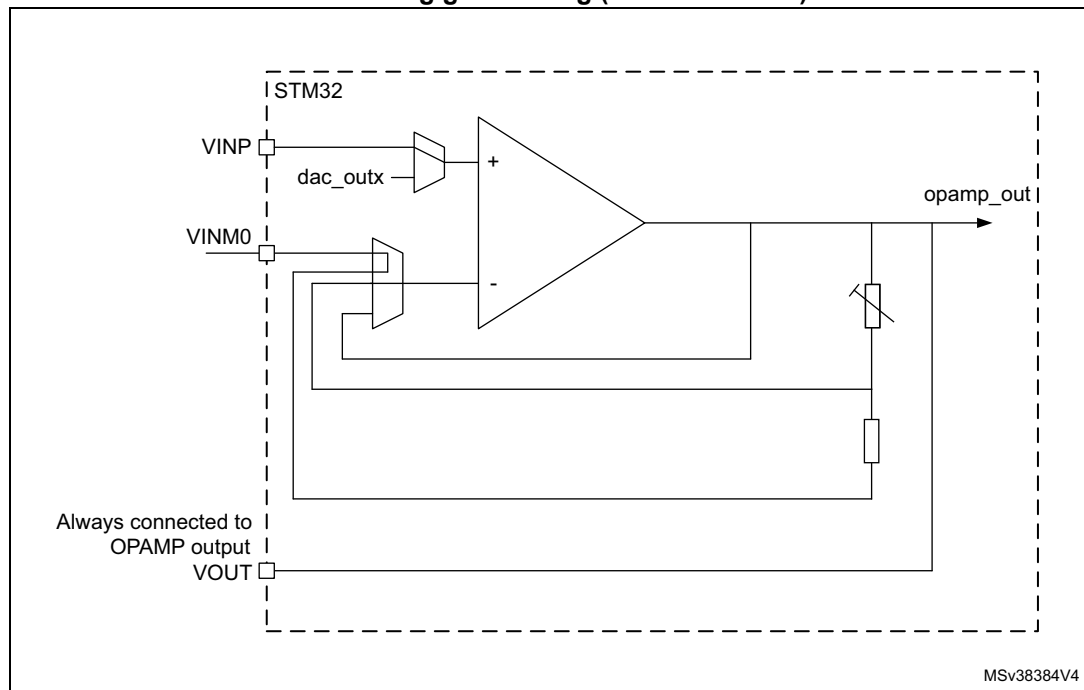 STM32
VINP
+
dac_outx
opamp_out
VINM0
-
Always connected to
OPAMP output
VOUT
MSv38384V4